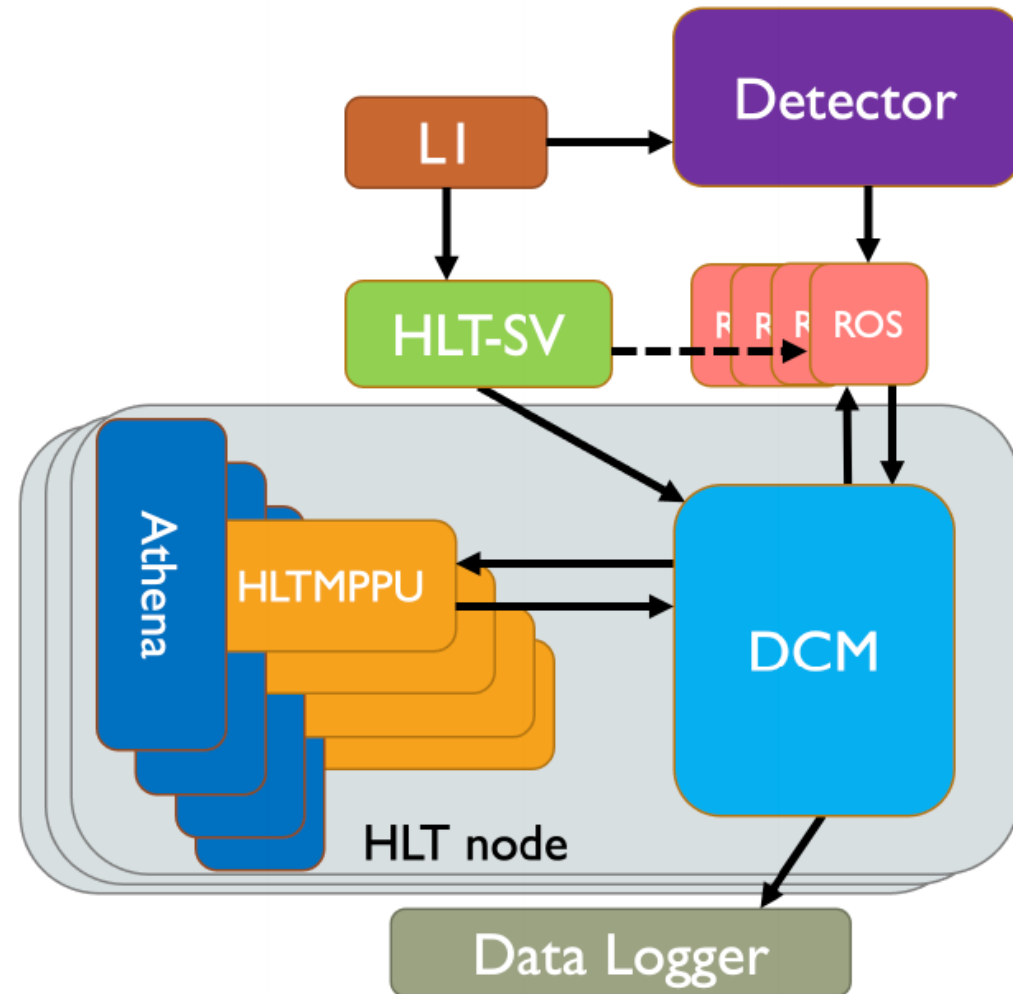 Detector
L1
HLT-SV
R
R
R
ROS
Athena
HLTMPPU
DCM
HLT node
Data Logger